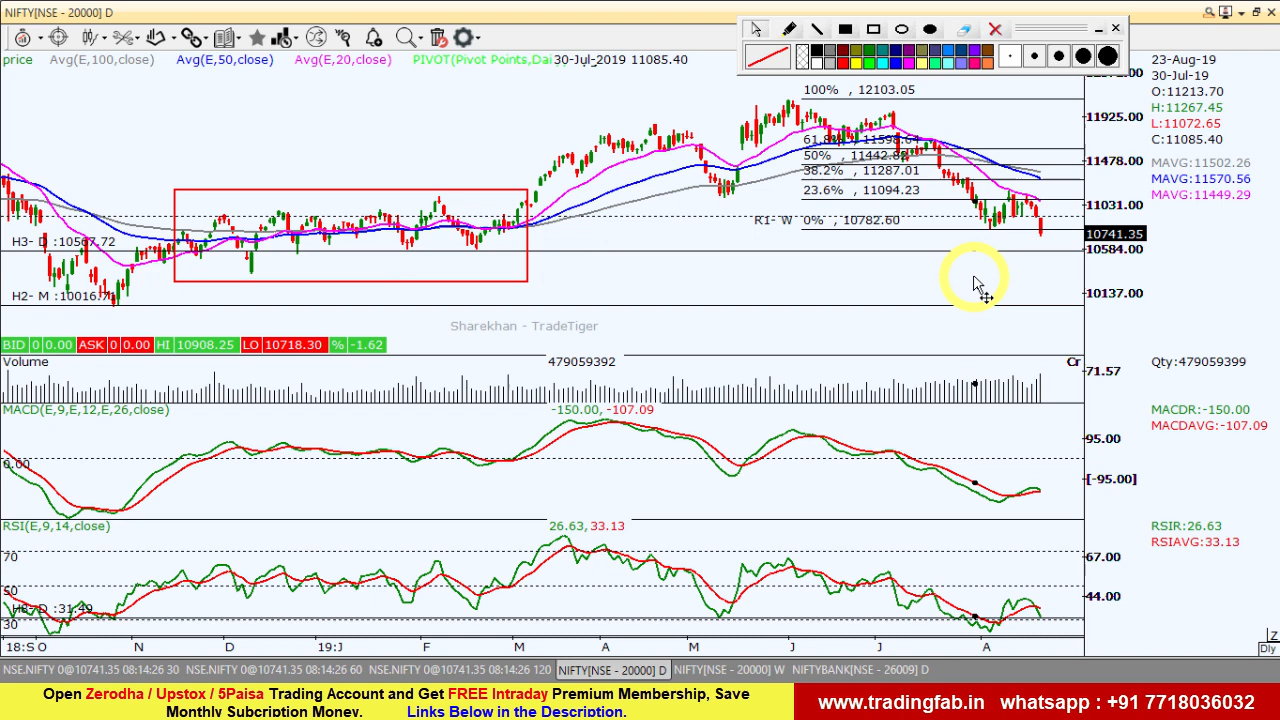 NIFTY[NSE - 20000] D
price Avg(E,100,close) Avg(E,50,close) Avg(E,20,close) PIVOT(Pivot Points,Dai 30-Jul-2019 11085.40
23-Aug-19
30-Jul-19
O:11213.70
H:11267.45
L:11072.65
C:11085.40
MAVG:11502.26
MAVG:11570.56
MAVG:11449.29
100% , 12103.05
50% , 11442.82
38.2% , 11287.01
23.6% , 11094.23
R1- W 0% , 10782.60
11925.00
11478.00
11031.00
10741.35
10584.00
10137.00
H3- D :10567.72
H2- M :10016.71
Sharekhan - TradeTiger
BID 0 0.00 ASK 0 0.00 HI 10908.25 LO 10718.30 % -1.62
Volume 479059392 Cr 71.57 Qty:479059399
MACD(E,9,E,12,E,26,close) -150.00, -107.09 MACDR:-150.00
MACDAVG:-107.09
95.00
0.00
[-95.00]
RSI(E,9,14,close) 26.63, 33.13 RSIR:26.63
RSIAVG:33.13
70
67.00
50
44.00
:31.49
30
18:S O N D 19:J F M A M J J A
Z
Dly
NSE.NIFTY 0@10741.35 08:14:26 30 NSE.NIFTY 0@10741.35 08:14:26 60 NSE.NIFTY 0@10741.35 08:14:26 120 NIFTY[NSE - 20000] D NIFTY[NSE - 20000] W NIFTYBANK[NSE - 26009] D
Open Zerodha / Upstox / 5Paisa Trading Account and Get FREE Intraday Premium Membership, Save
Monthly Subcription Money. Links Below in the Description.
www.tradingfab.in whatsapp : +91 7718036032